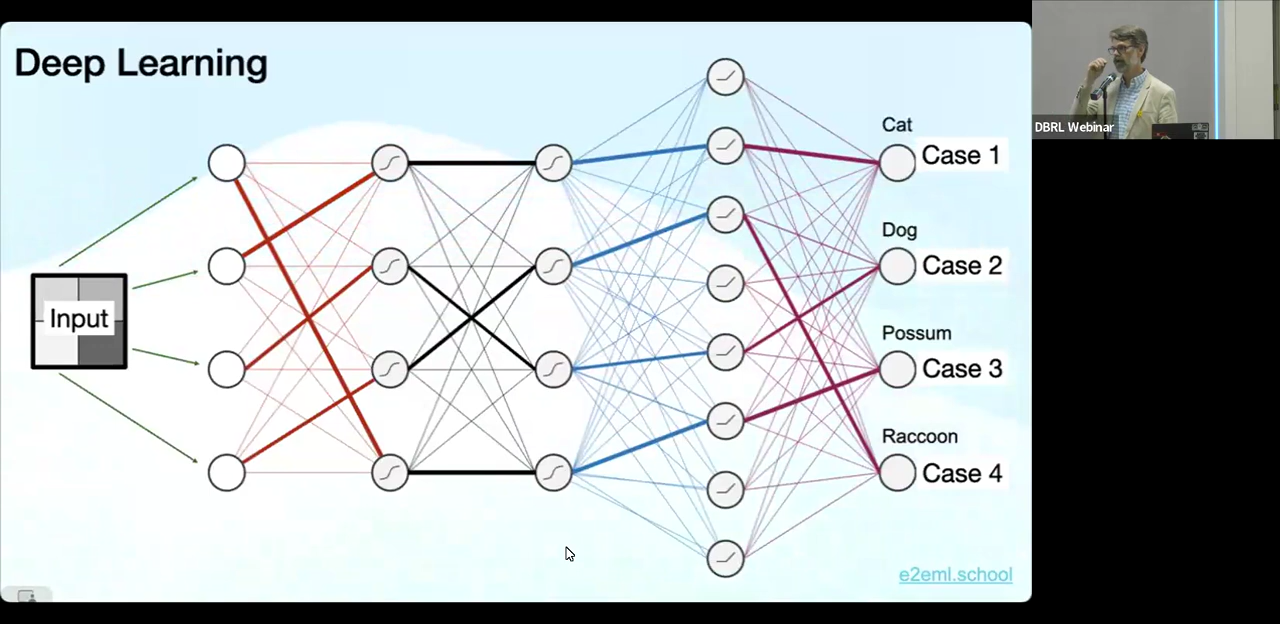 Deep Learning
Input
Cat
Case 1
Dog
Case 2
Possum
Case 3
Raccoon
Case 4
e2eml.school
DBRL Webinar